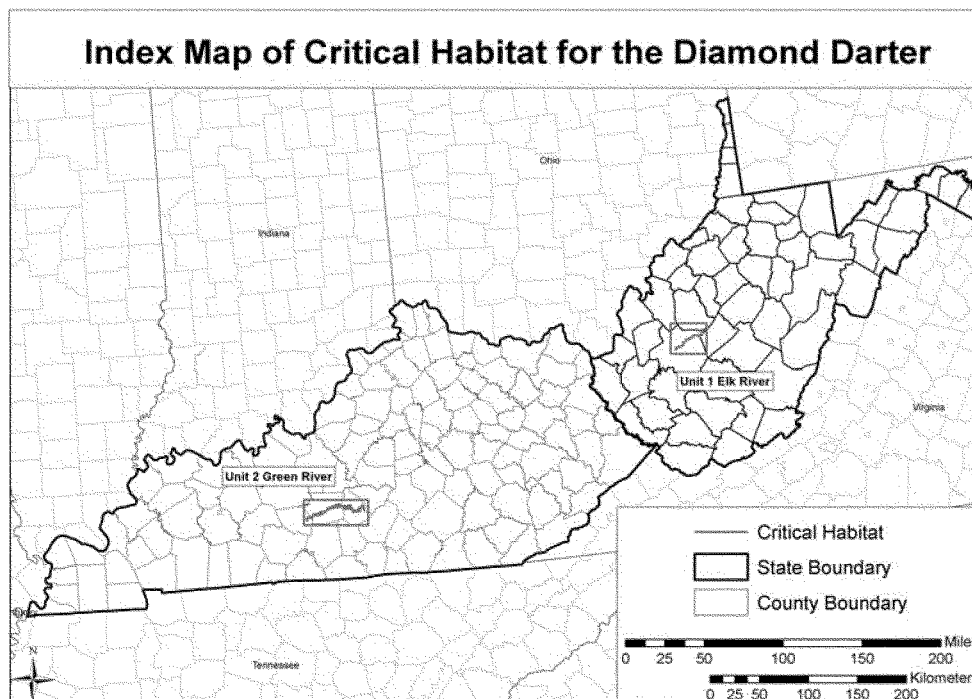 Index Map of Critical Habitat for the Diamond Darter
Ohio
Indiana
Unit 1 Elk River
Virginia
Unit 2 Green River
Critical Habitat
State Boundary
County Boundary
N
Mile
0 25 50 100 150 200
Tennessee
Kilometer
0 25 50 100 150 200